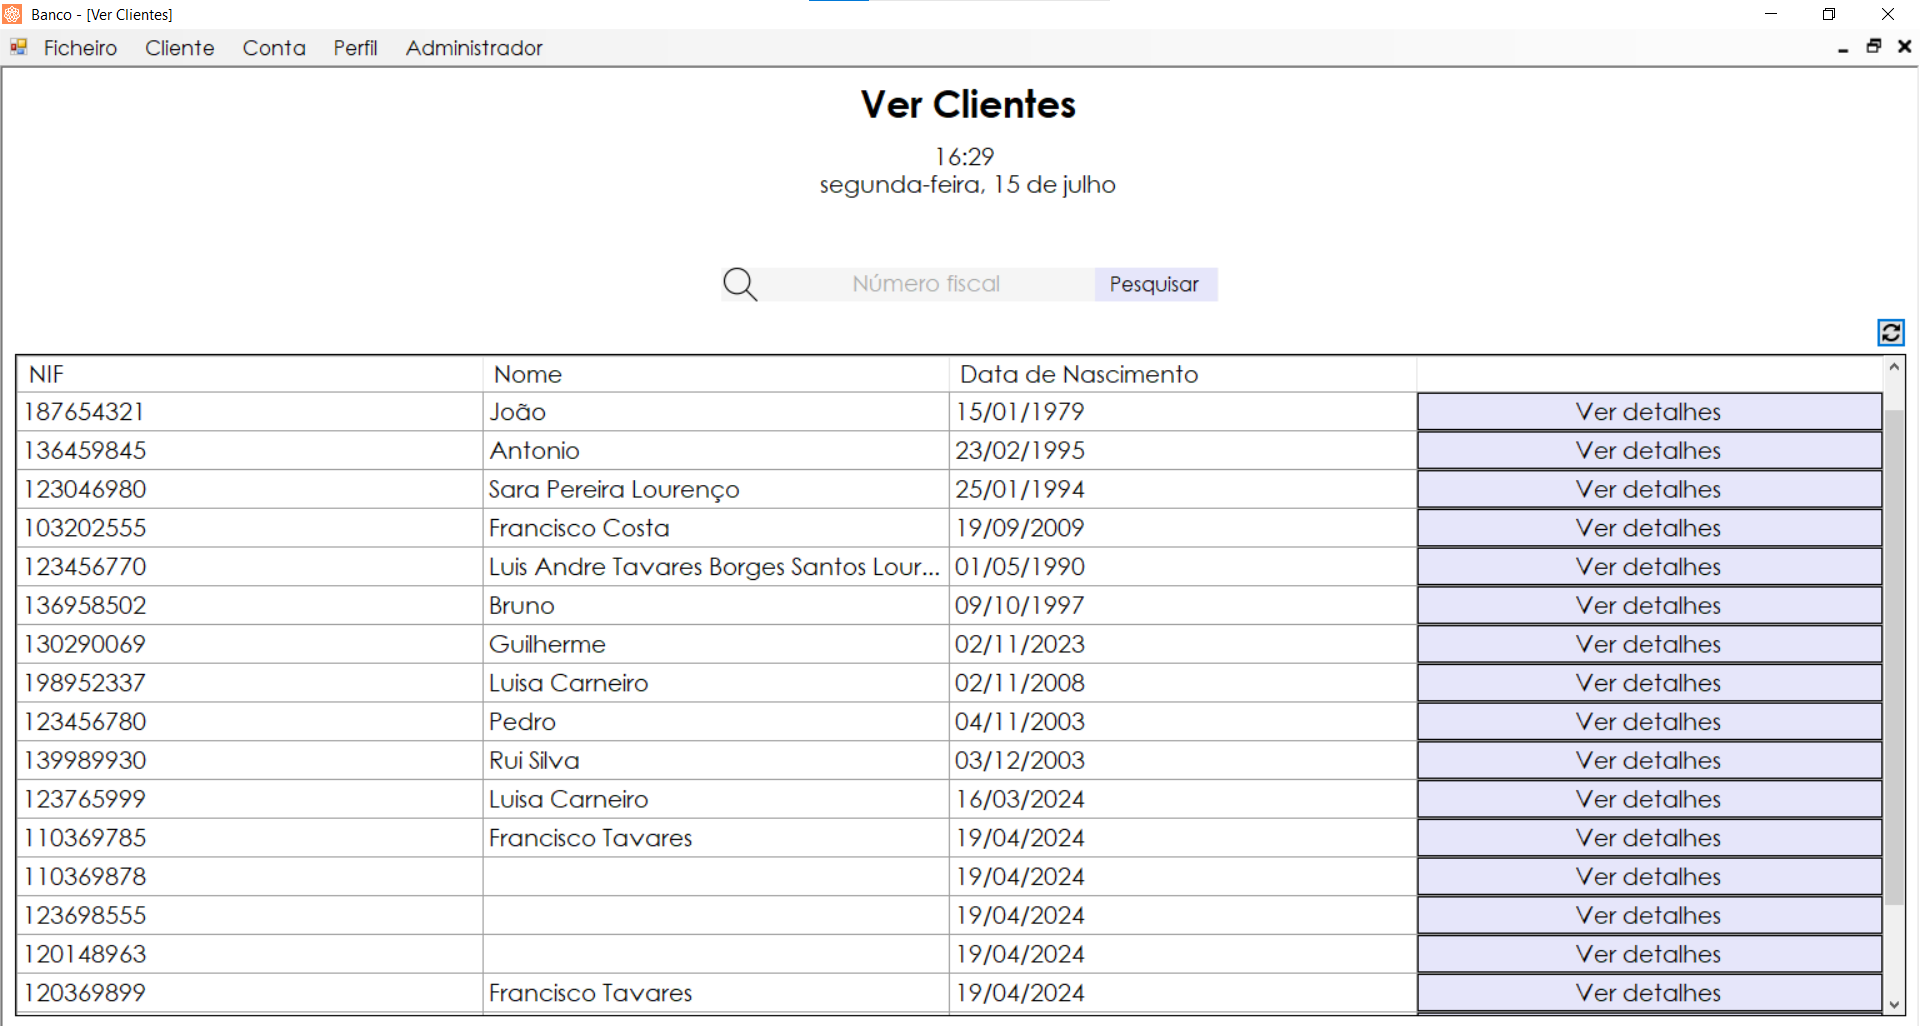 Banco - [Ver Clientes]
Ficheiro Cliente Conta Perfil Administrador
Ver Clientes
16:29
segunda-feira, 15 de julho
Número fiscal Pesquisar
NIF Nome Data de Nascimento
187654321 João 15/01/1979 Ver detalhes
136459845 Antonio 23/02/1995 Ver detalhes
123046980 Sara Pereira Lourenço 25/01/1994 Ver detalhes
103202555 Francisco Costa 19/09/2009 Ver detalhes
123456770 Luis Andre Tavares Borges Santos Lour... 01/05/1990 Ver detalhes
136958502 Bruno 09/10/1997 Ver detalhes
130290069 Guilherme 02/11/2023 Ver detalhes
198952337 Luisa Carneiro 02/11/2008 Ver detalhes
123456780 Pedro 04/11/2003 Ver detalhes
139989930 Rui Silva 03/12/2003 Ver detalhes
123765999 Luisa Carneiro 16/03/2024 Ver detalhes
110369785 Francisco Tavares 19/04/2024 Ver detalhes
110369878 19/04/2024 Ver detalhes
123698555 19/04/2024 Ver detalhes
120148963 19/04/2024 Ver detalhes
120369899 Francisco Tavares 19/04/2024 Ver detalhes